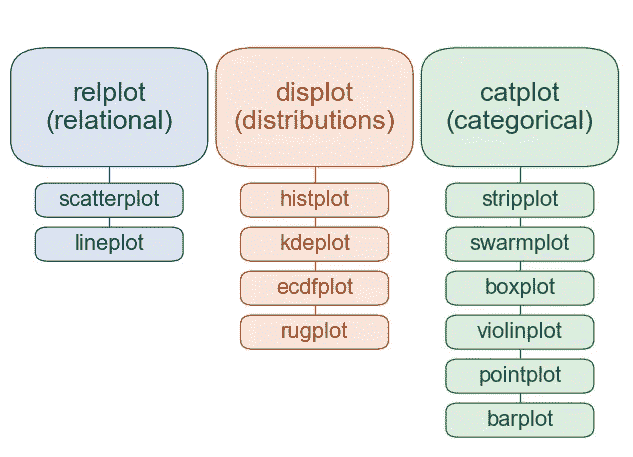 relplot
(relational)
scatterplot
lineplot
displot
(distributions)
histplot
kdeplot
ecdfplot
rugplot
catplot
(categorical)
stripplot
swarmplot
boxplot
violinplot
pointplot
barplot